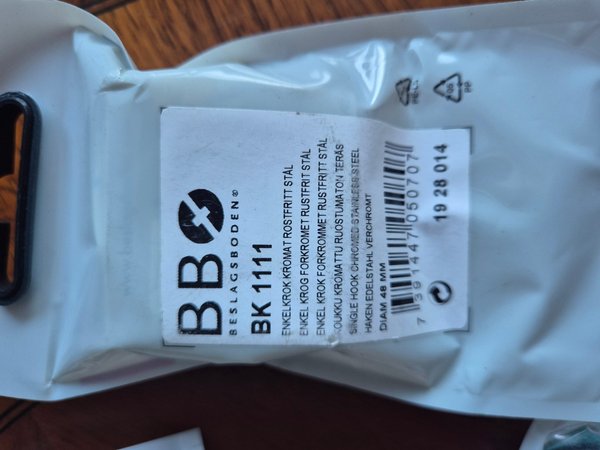 BB
BESLAGSBODEN®
BK 1111
ENKELKROK KROMAT ROSTFRITT STÅL
ENKEL KROG FORKROMET RUSTFRIT STÅL
ENKEL KROK FORKROMMET RUSTFRITT STÅL
KOUKKU KROMATTU RUOSTUMATON TERÄS
SINGLE HOOK CHROMED STAINLESS STEEL
HAKEN EDELSTAHL VERCHROMT
DIAM 48 MM
7 391447 050707
19 28 014
PP